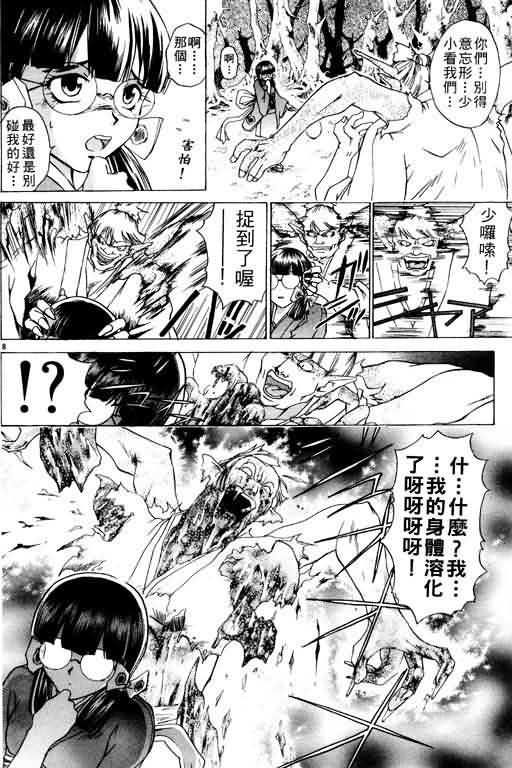 你們…別得
意忘形…少
小看我們…
啊…
啊……
那個…
害怕！
最好還是別
碰我的好…
少囉嗦！
捉到了喔
！
!?
什…什麼？我…
…我的身體溶化
了呀呀呀呀！
8